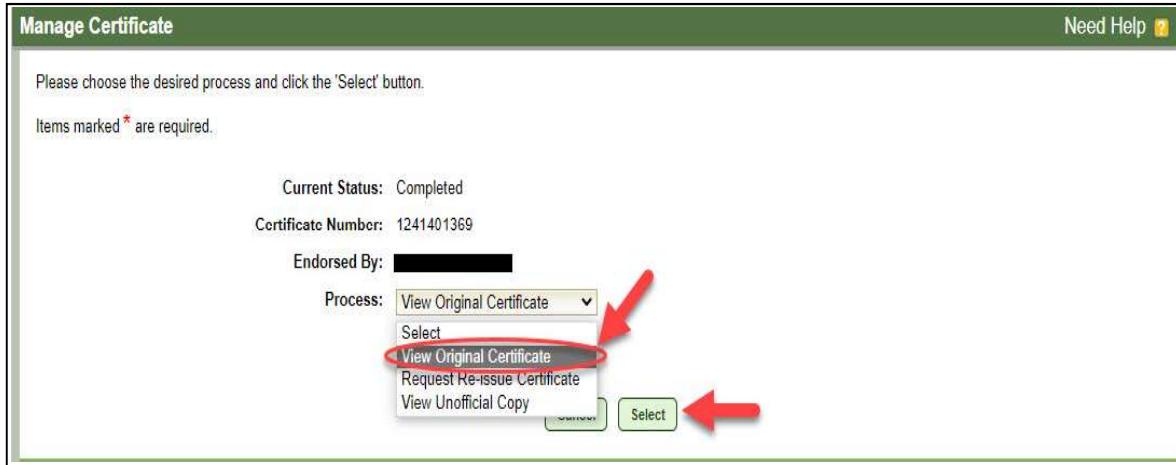 Manage Certificate Need Help ?
Please choose the desired process and click the 'Select' button.
Items marked * are required.
Current Status: Completed
Certificate Number: 1241401369
Endorsed By:
Process: View Original Certificate
Select
View Original Certificate
Request Re-issue Certificate
View Unofficial Copy
Cancel Select